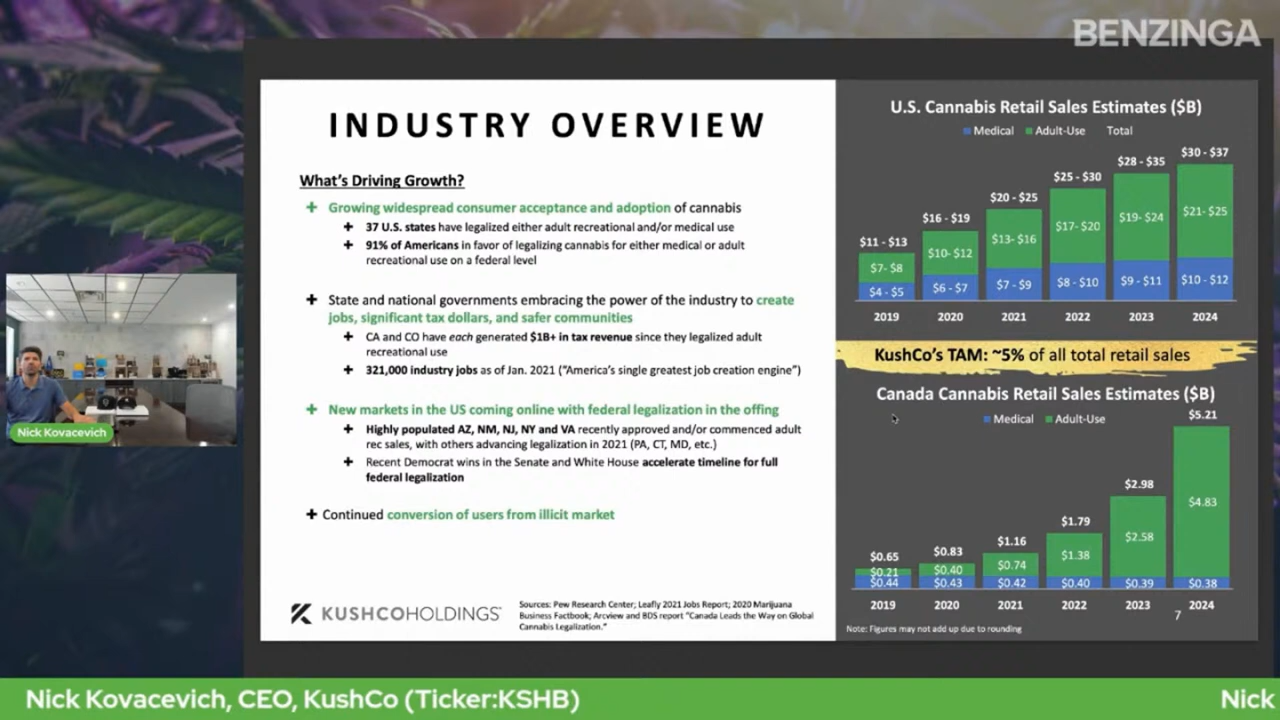 BENZINGA
INDUSTRY OVERVIEW
What's Driving Growth?
+ Growing widespread consumer acceptance and adoption of cannabis
+ 37 U.S. states have legalized either adult recreational and/or medical use
+ 91% of Americans in favor of legalizing cannabis for either medical or adult
recreational use on a federal level
+ State and national governments embracing the power of the industry to create
jobs, significant tax dollars, and safer communities
+ CA and CO have each generated $1B+ in tax revenue since they legalized adult
recreational use
+ 321,000 industry jobs as of Jan. 2021 ("America's single greatest job creation engine")
+ New markets in the US coming online with federal legalization in the offing
+ Highly populated AZ, NM, NJ, NY and VA recently approved and/or commenced adult
rec sales, with others advancing legalization in 2021 (PA, CT, MD, etc.)
+ Recent Democrat wins in the Senate and White House accelerate timeline for full
federal legalization
+ Continued conversion of users from illicit market
KUSHCOHOLDINGS
Sources: Pew Research Center; Leafly 2021 Jobs Report; 2020 Marijuana
Business Factbook; Arcview and BDS report "Canada Leads the Way on Global
Cannabis Legalization."
U.S. Cannabis Retail Sales Estimates ($B)
Medical Adult-Use Total
$11 - $13 $16 - $19 $20 - $25 $25 - $30 $28 - $35 $30 - $37
$7- $8 $10- $12 $13- $16 $17- $20 $19- $24 $21- $25
$4 - $5 $6 - $7 $7 - $9 $8 - $10 $9 - $11 $10 - $12
2019 2020 2021 2022 2023 2024
KushCo's TAM: ~5% of all total retail sales
Canada Cannabis Retail Sales Estimates ($B)
Medical Adult-Use
$0.65 $0.83 $1.16 $1.79 $2.98 $5.21
$0.21 $0.40 $0.74 $1.38 $2.58 $4.83
$0.44 $0.43 $0.42 $0.40 $0.39 $0.38
2019 2020 2021 2022 2023 2024
7
Note: Figures may not add up due to rounding
Nick Kovacevich
Nick Kovacevich, CEO, KushCo (Ticker:KSHB) Nick